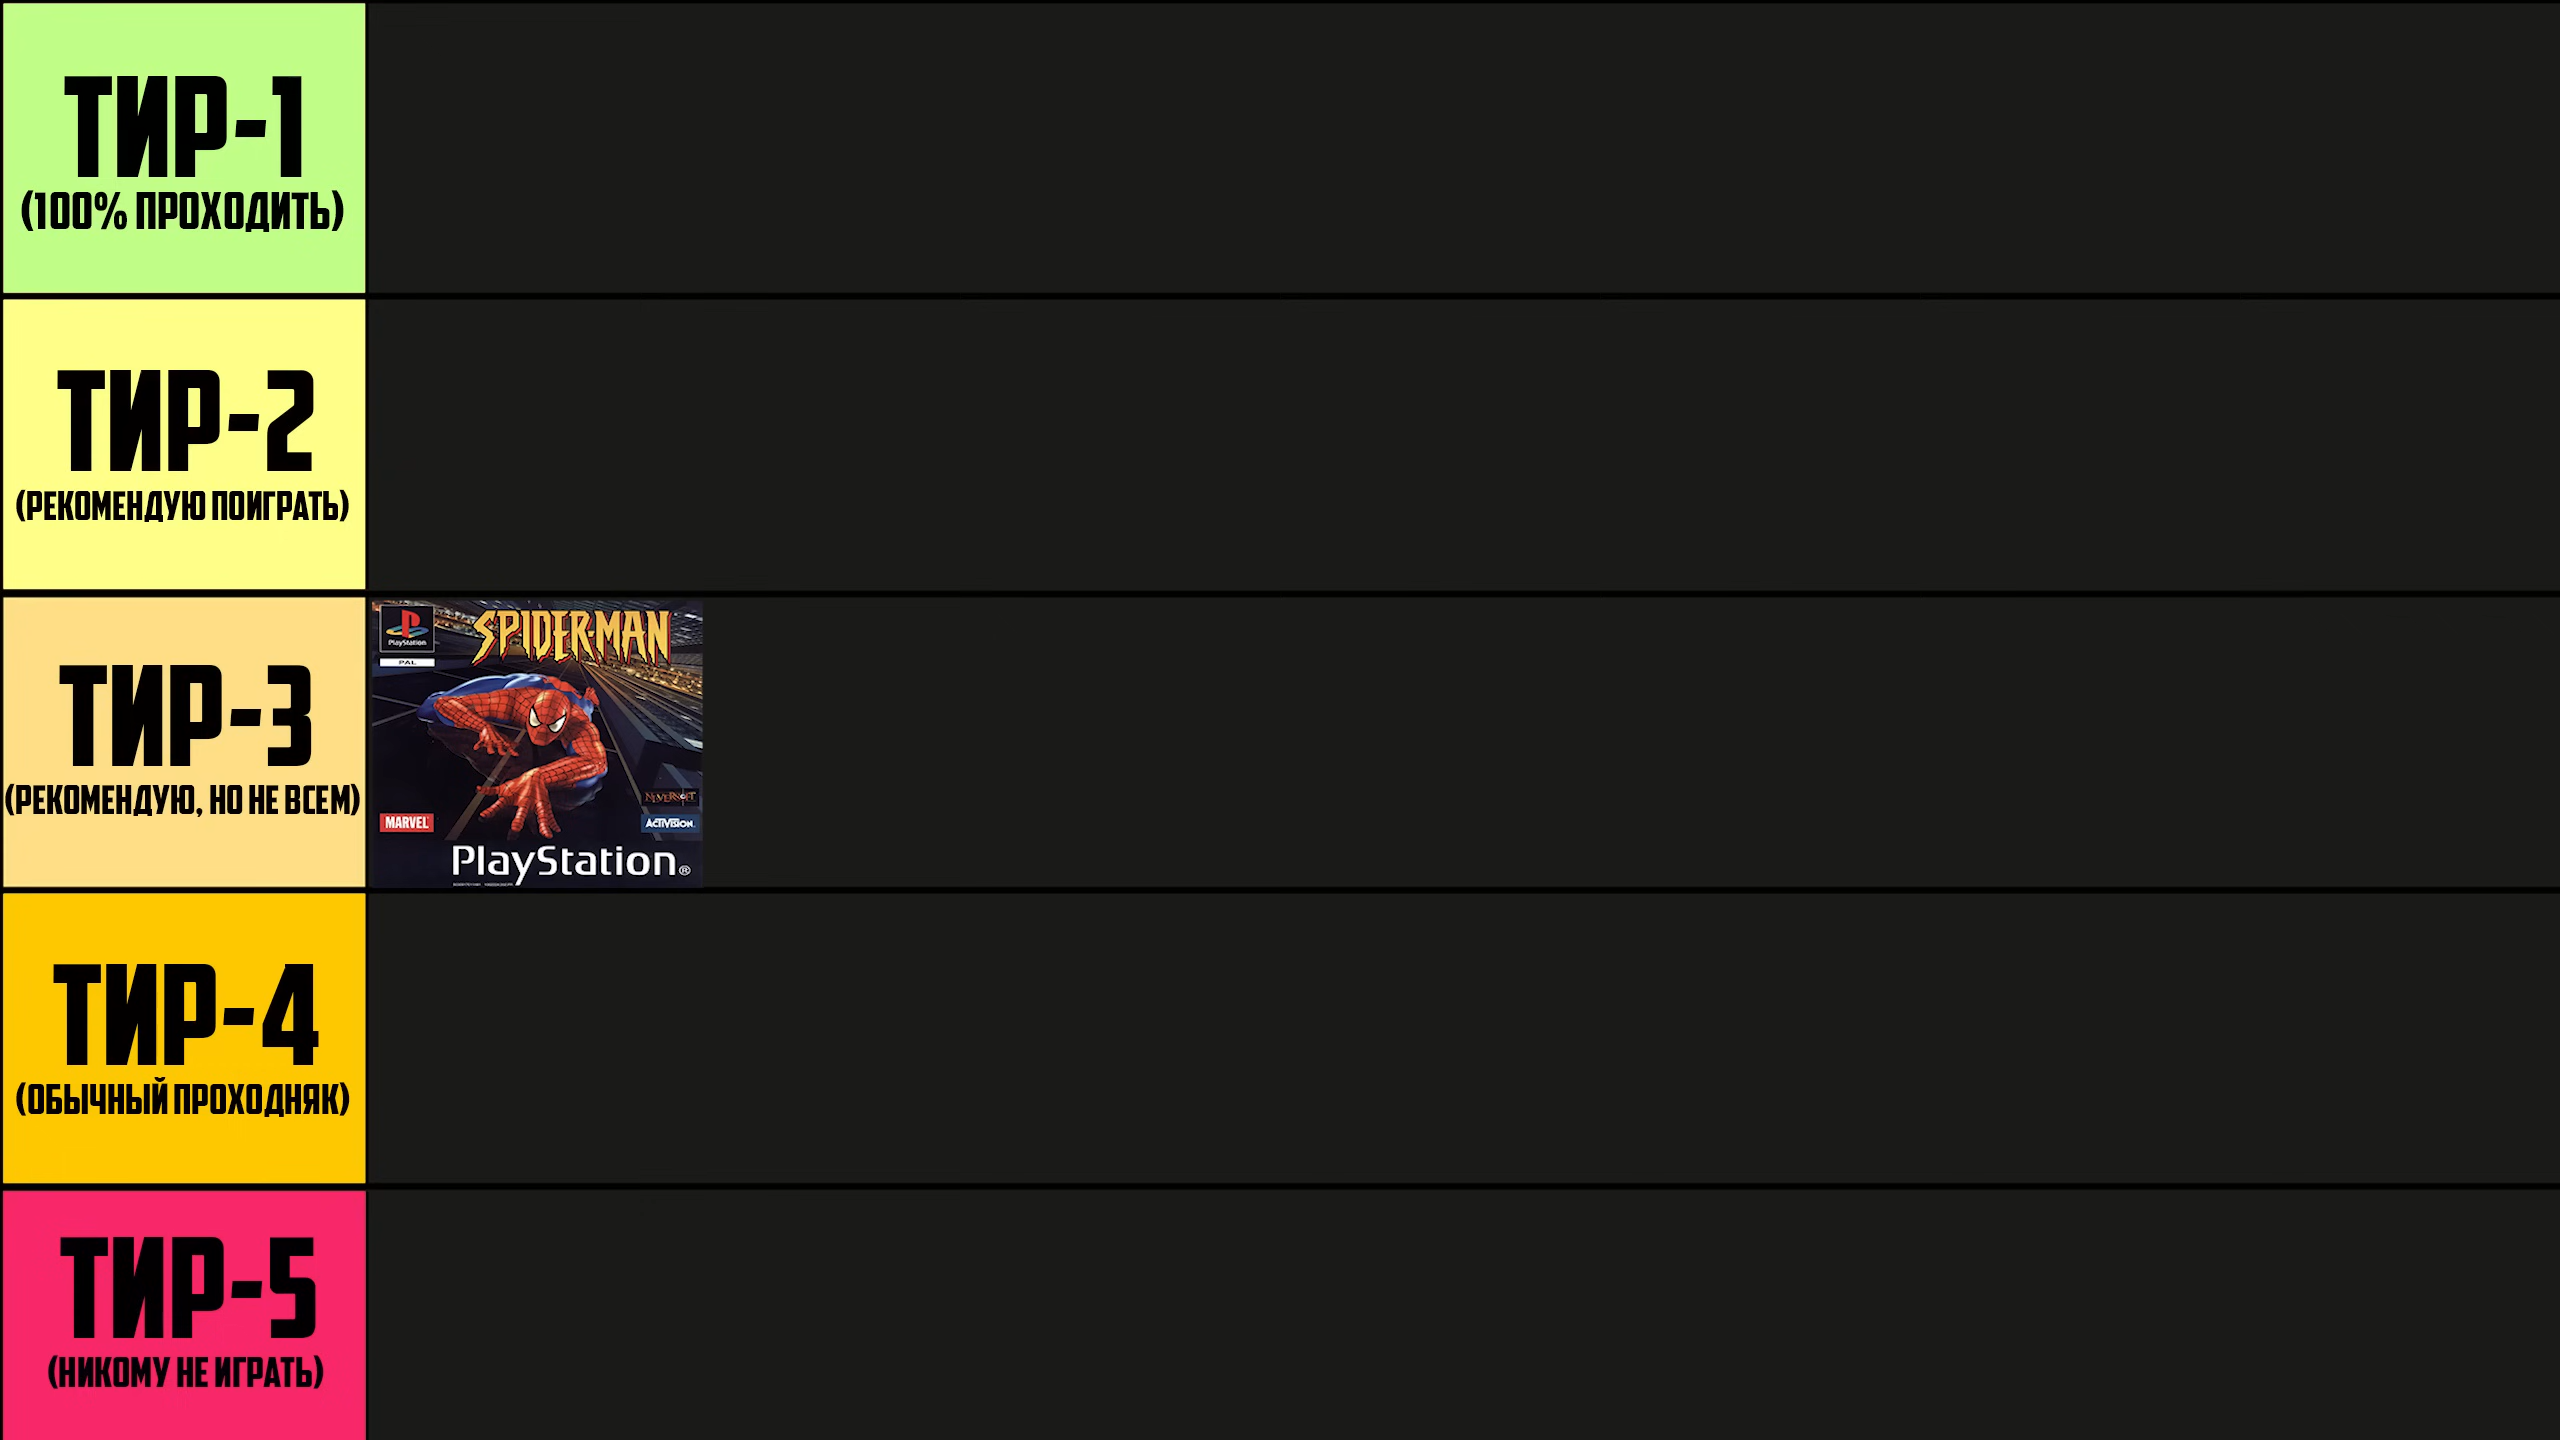 ТИР-1
(100% ПРОХОДИТЬ)
ТИР-2
(РЕКОМЕНДУЮ ПОИГРАТЬ)
ТИР-3
(РЕКОМЕНДУЮ, НО НЕ ВСЕМ)
PlayStation
PAL
SPIDER-MAN
NEVERSOFT
MARVEL
ACTIVISION
PlayStation®
ТИР-4
(ОБЫЧНЫЙ ПРОХОДНЯК)
ТИР-5
(НИКОМУ НЕ ИГРАТЬ)